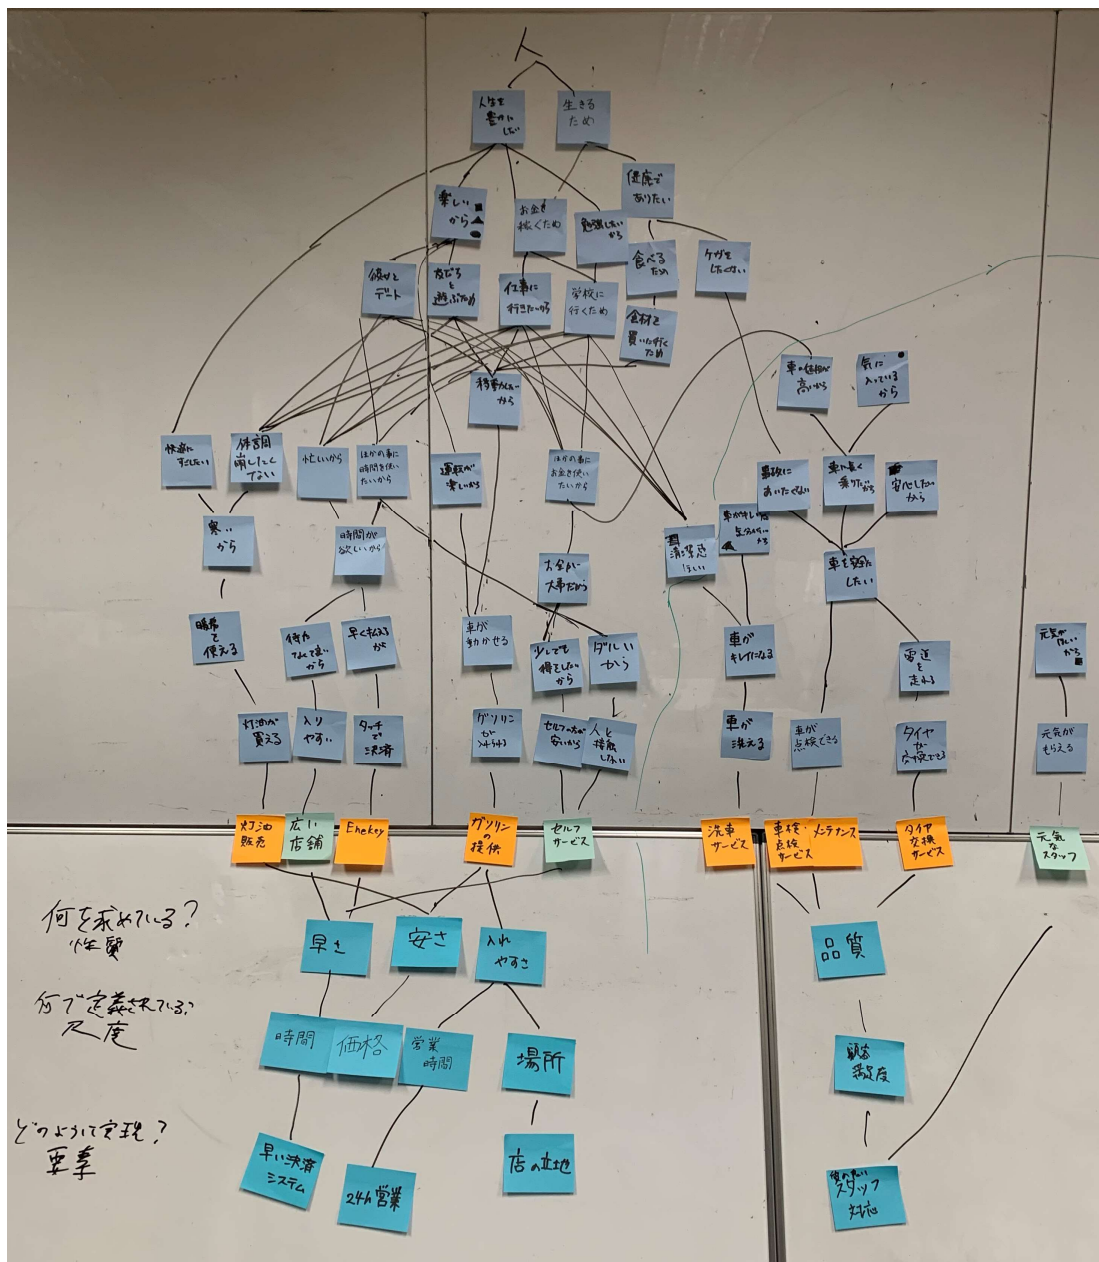 人生を
豊かに
したい
生きる
ため
健康で
ありたい
楽しい
から
お金を
稼ぐため
勉強したい
から
食べる
ため
ケガを
したくない
彼女と
デート
友だち
と
遊ぶため
仕事に
行きたいから
学校に
行くため
食材を
買いに行く
ため
車の
高いから
気に
入っている
から
移動したい
から
快適に
すごしたい
体調
崩したく
ない
忙しいから
ほかの事に
時間を使い
たいから
運転が
楽しいから
ほかの事に
お金を使い
たいから
事故に
あいたくない
車に長く
乗りたいから
安心したい
から
寒い
から
時間が
欲しいから
お金が
大事だから
清潔感
ほしい
車がキレイだと
車を安全に
したい
暖房
を
使える
待た
なくて良い
から
早く払える
から
車が
動かせる
少しでも
得をしたい
から
ダルい
から
車が
キレイになる
雪道
を
走れる
元気が
ほしい
から
灯油が
買える
入り
やすい
タッチ
で
決済
ガソリン
が
入れられる
セルフの方が
安いから
人と
接触
しない
車が
洗える
車が
点検できる
タイヤ
が
交換できる
元気が
もらえる
灯油
販売
広い
店舗
Enekey
ガソリン
の
提供
セルフ
サービス
洗車
サービス
車検・
点検
サービス
メンテナンス
タイヤ
交換
サービス
元気
な
スタッフ
何を求めている?
性質
早さ
安さ
入れ
やすさ
品質
何で定義されている?
尺度
時間
価格
営業
時間
場所
顧客
満足度
どのように実現?
要素
早い決済
システム
24h営業
店の立地
質の高い
スタッフ
対応